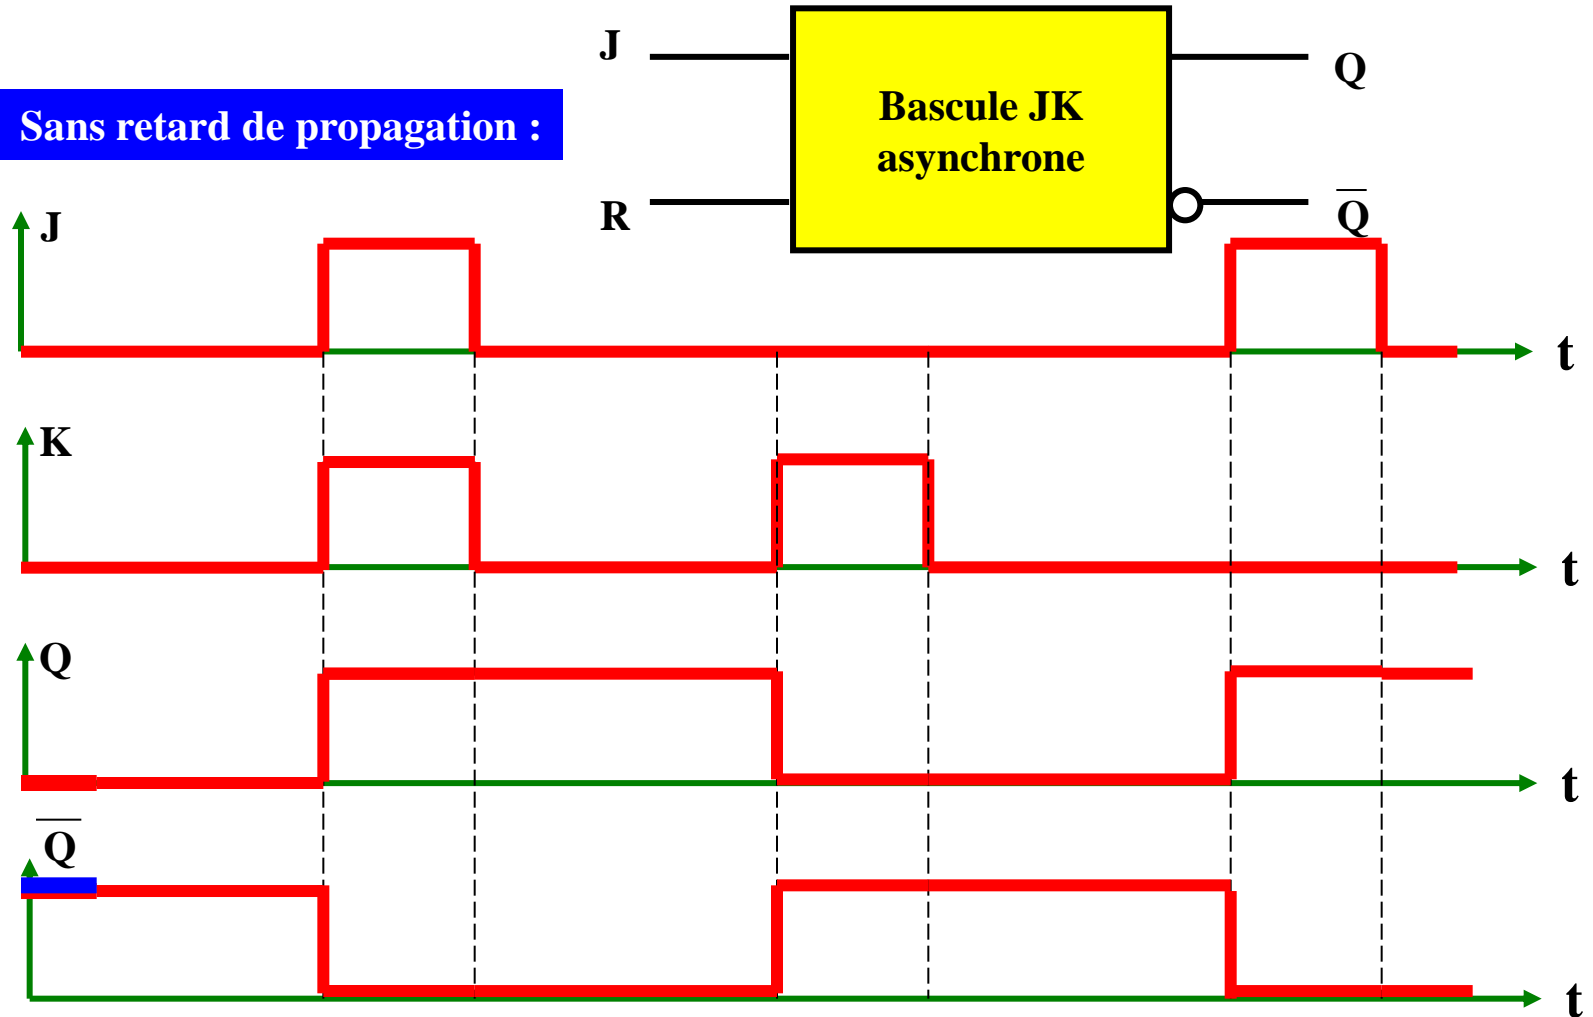 J
Q
Bascule JK
asynchrone
Sans retard de propagation :
R
Q̅
J
t
K
t
Q
t
Q̅
t